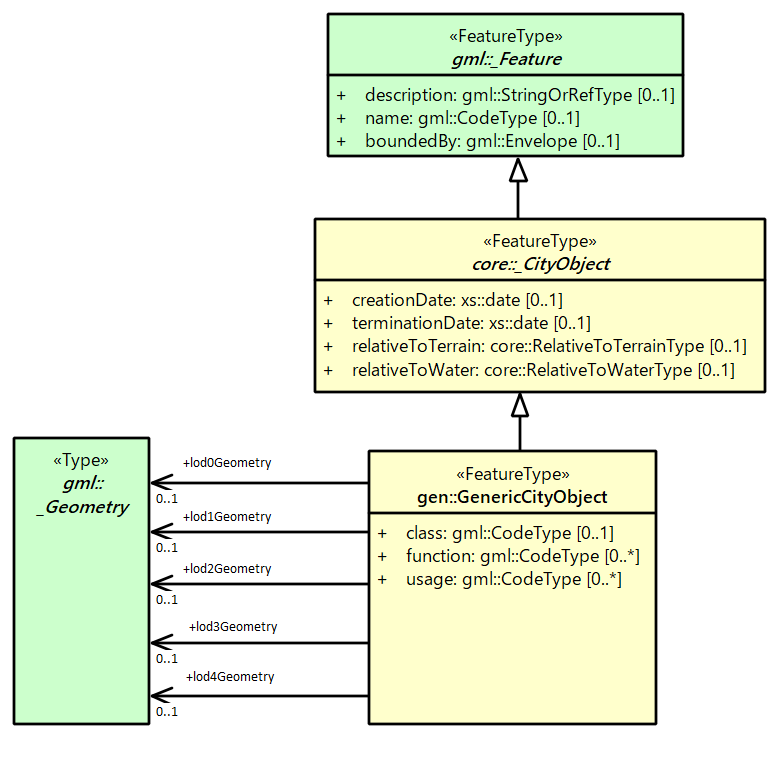 «FeatureType»
gml::_Feature
+ description: gml::StringOrRefType [0..1]
+ name: gml::CodeType [0..1]
+ boundedBy: gml::Envelope [0..1]
«FeatureType»
core::_CityObject
+ creationDate: xs::date [0..1]
+ terminationDate: xs::date [0..1]
+ relativeToTerrain: core::RelativeToTerrainType [0..1]
+ relativeToWater: core::RelativeToWaterType [0..1]
«Type»
gml::
_Geometry
+lod0Geometry
0..1
+lod1Geometry
0..1
+lod2Geometry
0..1
+lod3Geometry
0..1
+lod4Geometry
0..1
«FeatureType»
gen::GenericCityObject
+ class: gml::CodeType [0..1]
+ function: gml::CodeType [0..*]
+ usage: gml::CodeType [0..*]